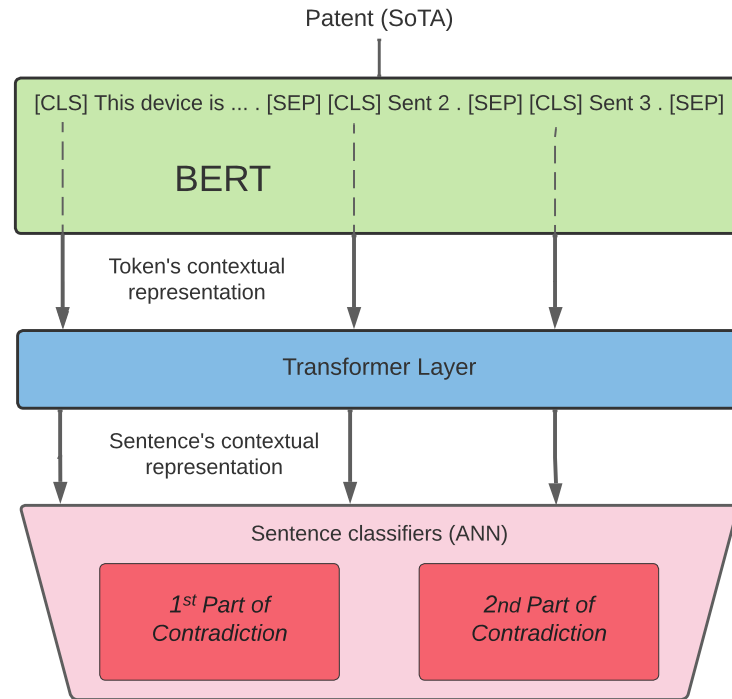 Patent (SoTA)
[CLS] This device is ... . [SEP] [CLS] Sent 2 . [SEP] [CLS] Sent 3 . [SEP]
BERT
Token's contextual
representation
Transformer Layer
Sentence's contextual
representation
Sentence classifiers (ANN)
1st Part of
Contradiction
2nd Part of
Contradiction